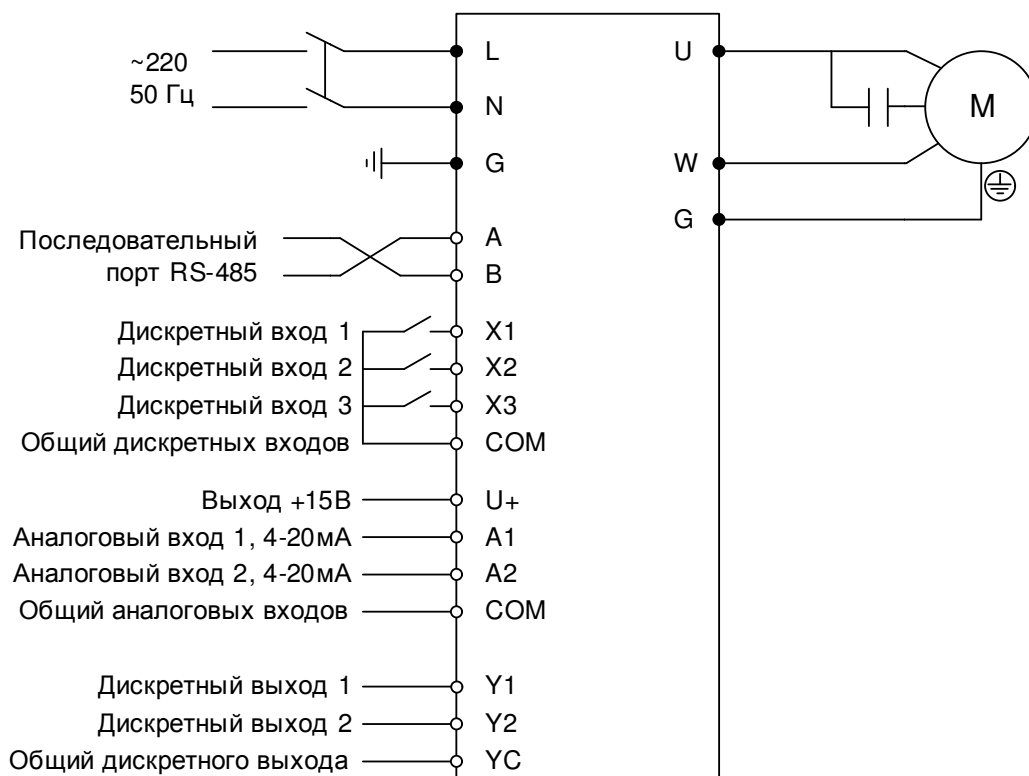 ~220
50 Гц
L
N
G
U
W
G
M
Последовательный
порт RS-485
A
B
Дискретный вход 1
X1
Дискретный вход 2
X2
Дискретный вход 3
X3
Общий дискретных входов
COM
Выход +15В
U+
Аналоговый вход 1, 4-20мА
A1
Аналоговый вход 2, 4-20мА
A2
Общий аналоговых входов
COM
Дискретный выход 1
Y1
Дискретный выход 2
Y2
Общий дискретного выхода
YC